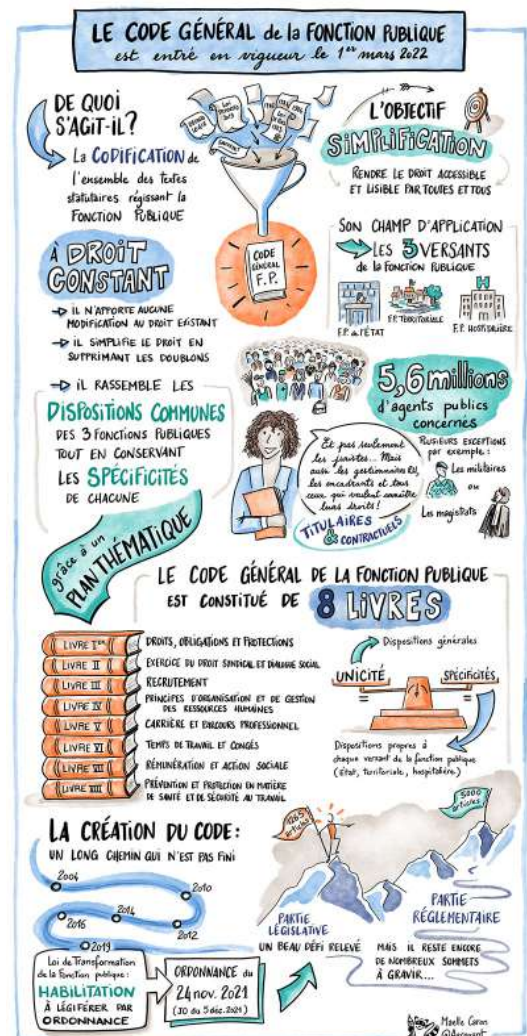 LE CODE GÉNÉRAL de la FONCTION PUBLIQUE
est entré en vigueur le 1er mars 2022
DE QUOI
S'AGIT-IL?
La CODIFICATION de
l'ensemble des textes
statutaires régissant la
FONCTION PUBLIQUE
CODE
GÉNÉRAL
F.P.
L'OBJECTIF
SIMPLIFICATION
RENDRE LE DROIT ACCESSIBLE
ET LISIBLE PAR TOUTES ET TOUS
SON CHAMP D'APPLICATION
LES 3 VERSANTS
de la FONCTION PUBLIQUE
F.P. de l'ÉTAT
F.P. TERRITORIALE
F.P. HOSPITALIÈRE
À DROIT
CONSTANT
IL N'APPORTE AUCUNE
MODIFICATION AU DROIT EXISTANT
IL SIMPLIFIE LE DROIT EN
SUPPRIMANT LES DOUBLONS
IL RASSEMBLE LES
DISPOSITIONS COMMUNES
DES 3 FONCTIONS PUBLIQUES
TOUT EN CONSERVANT
LES SPÉCIFICITÉS
DE CHACUNE
grâce à un
PLAN THÉMATIQUE
5,6 millions
d'agents publics
concernés
Et pas seulement
les juristes... Mais
aussi les gestionnaires RH,
les encadrants et tous
ceux qui veulent connaître
leurs droits!
TITULAIRES
& CONTRACTUELS
PLUSIEURS EXCEPTIONS
par exemple:
Les militaires
ou
Les magistrats
LE CODE GÉNÉRAL DE LA FONCTION PUBLIQUE
EST CONSTITUÉ DE 8 LIVRES
LIVRE Ier DROITS, OBLIGATIONS ET PROTECTIONS
LIVRE II EXERCICE DU DROIT SYNDICAL ET DIALOGUE SOCIAL
LIVRE III RECRUTEMENT
LIVRE IV PRINCIPES D'ORGANISATION ET DE GESTION
DES RESSOURCES HUMAINES
LIVRE V CARRIÈRE ET PARCOURS PROFESSIONNEL
LIVRE VI TEMPS DE TRAVAIL ET CONGÉS
LIVRE VII RÉMUNÉRATION ET ACTION SOCIALE
LIVRE VIII PRÉVENTION ET PROTECTION EN MATIÈRE
DE SANTÉ ET DE SÉCURITÉ AU TRAVAIL
Dispositions générales
UNICITÉ
SPÉCIFICITÉS
Dispositions propres à
chaque versant de la fonction publique
(État, territoriale, hospitalière.)
LA CRÉATION DU CODE:
UN LONG CHEMIN QUI N'EST PAS FINI
2004
2010
2012
2014
2016
2019
Loi de Transformation
de la fonction publique:
HABILITATION
À LÉGIFÉRER PAR
ORDONNANCE
ORDONNANCE du
24 nov. 2021
(JO du 5 déc. 2021)
1265
articles
PARTIE
LÉGISLATIVE
UN BEAU DÉFI RELEVÉ
articles
PARTIE
RÉGLEMENTAIRE
MAIS IL RESTE ENCORE
DE NOMBREUX SOMMETS
À GRAVIR...
Maelle Caron